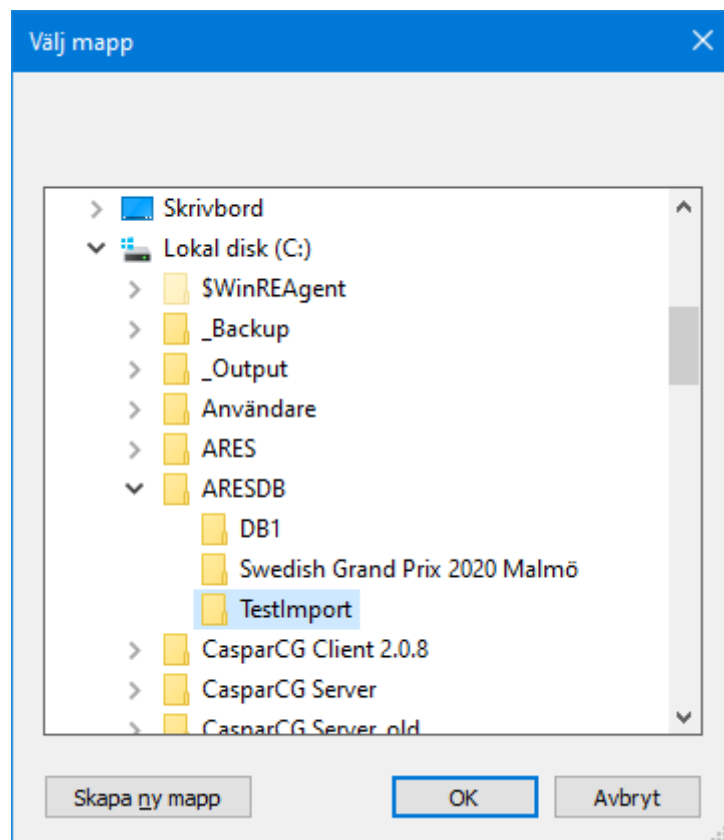 Välj mapp
Skrivbord
Lokal disk (C:)
$WinREAgent
_Backup
_Output
Användare
ARES
ARESDB
DB1
Swedish Grand Prix 2020 Malmö
TestImport
CasparCG Client 2.0.8
CasparCG Server
CasparCG Server_old
Skapa ny mapp OK Avbryt